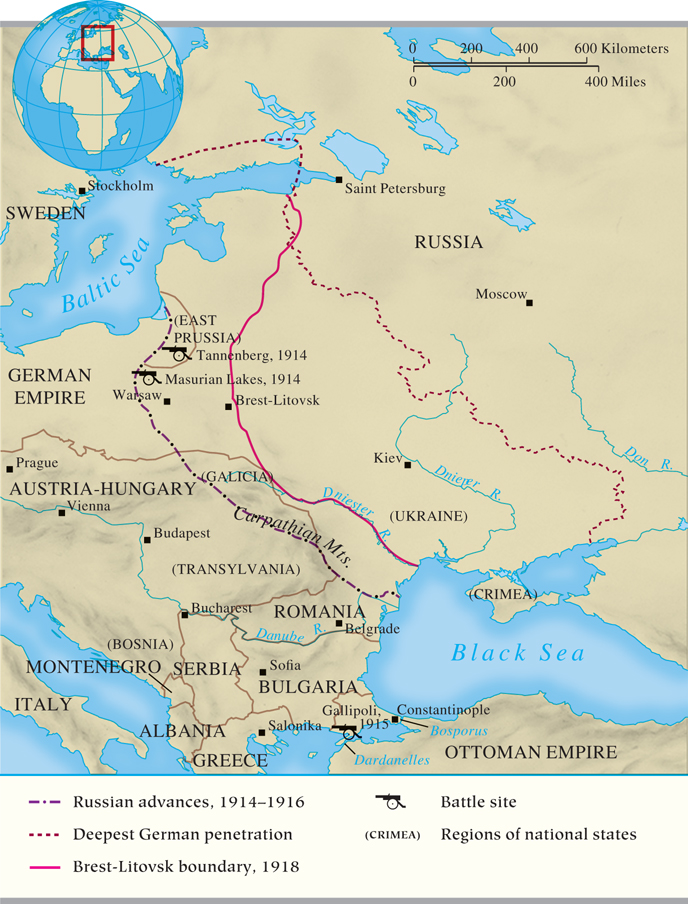 0 200 400 600 Kilometers
0 200 400 Miles
Stockholm
Saint Petersburg
SWEDEN
RUSSIA
Baltic Sea
Moscow
(EAST
PRUSSIA)
Tannenberg, 1914
GERMAN
EMPIRE
Masurian Lakes, 1914
Warsaw
Brest-Litovsk
Prague
Kiev
Don R.
(GALICIA)
Dnieper R.
AUSTRIA-HUNGARY
Vienna
Dniester R.
(UKRAINE)
Carpathian Mts.
Budapest
(TRANSYLVANIA)
(CRIMEA)
Bucharest
ROMANIA
Belgrade
Danube R.
(BOSNIA)
Black Sea
MONTENEGRO
SERBIA
Sofia
BULGARIA
ITALY
Gallipoli,
1915
Constantinople
Bosporus
ALBANIA
Salonika
Dardanelles
OTTOMAN EMPIRE
GREECE
Russian advances, 1914–1916
Battle site
Deepest German penetration
(CRIMEA) Regions of national states
Brest-Litovsk boundary, 1918